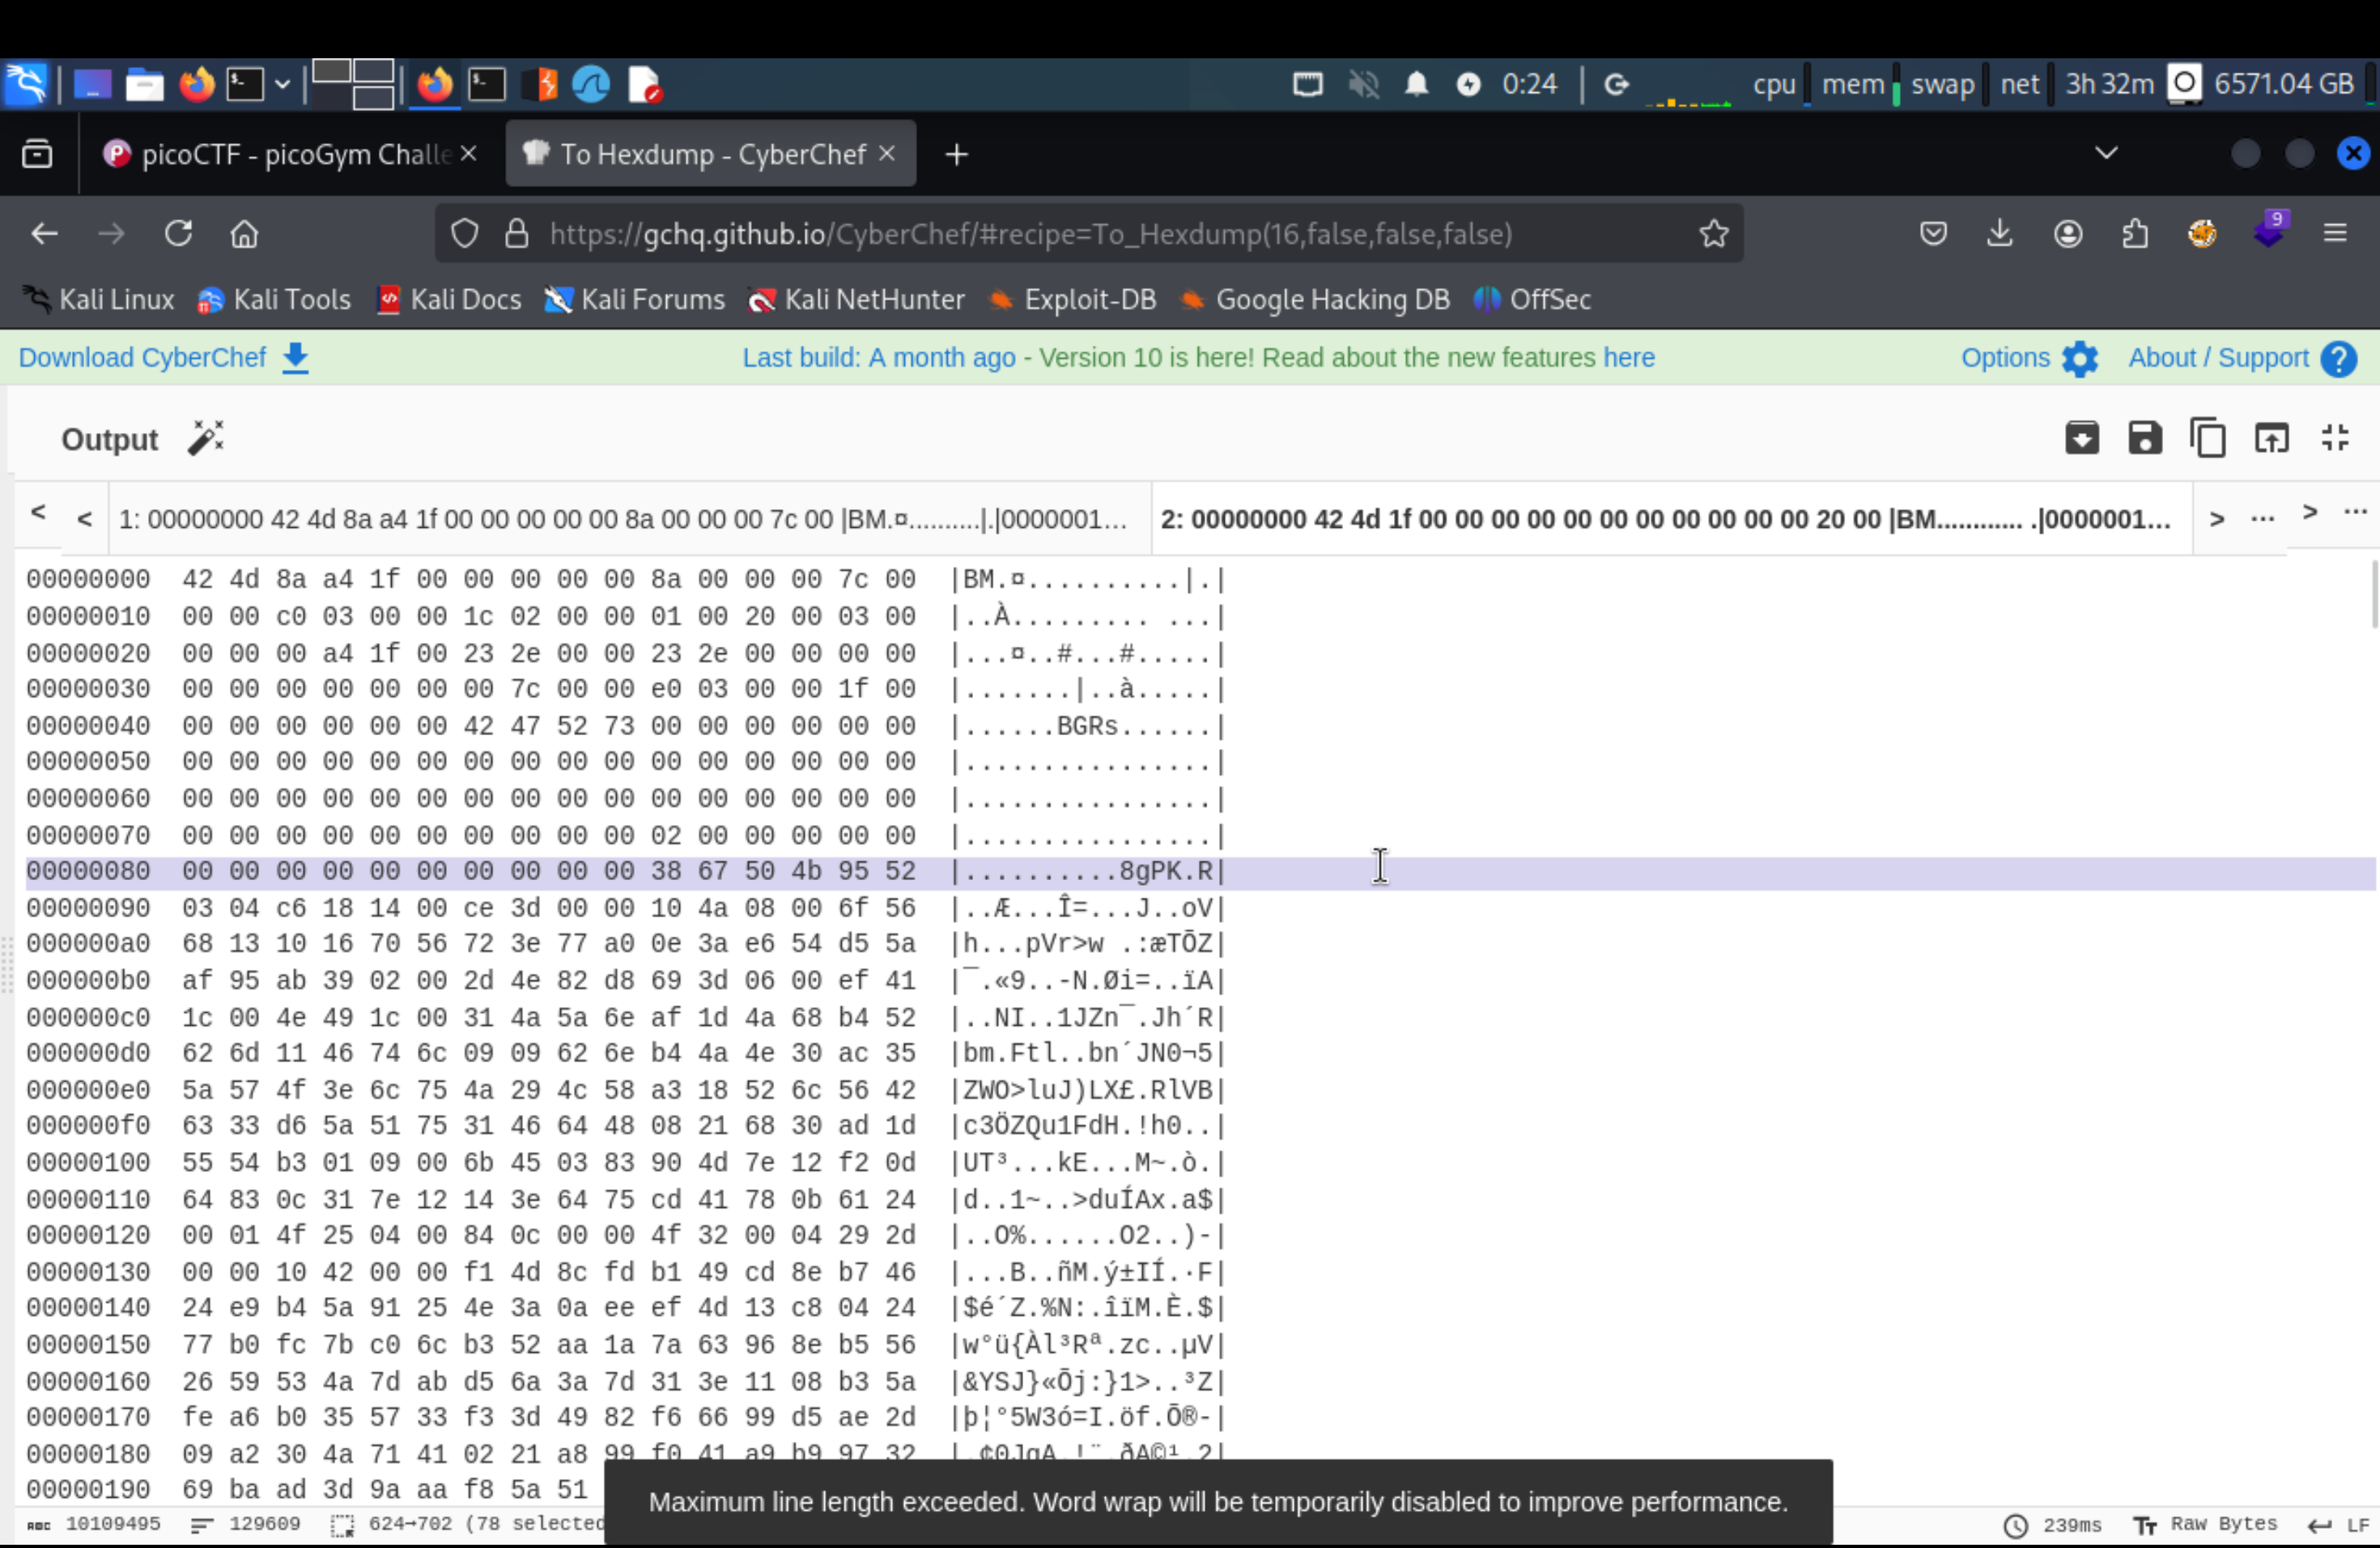 0:24 cpu mem swap net 3h 32m 6571.04 GB
picoCTF - picoGym Challe To Hexdump - CyberChef
https://gchq.github.io/CyberChef/#recipe=To_Hexdump(16,false,false,false) 9
Kali Linux Kali Tools Kali Docs Kali Forums Kali NetHunter Exploit-DB Google Hacking DB OffSec
Download CyberChef Last build: A month ago - Version 10 is here! Read about the new features here Options About / Support
Output
< < 1: 00000000 42 4d 8a a4 1f 00 00 00 00 00 8a 00 00 00 7c 00 |BM.¤..........|.|0000001... 2: 00000000 42 4d 1f 00 00 00 00 00 00 00 00 00 00 00 20 00 |BM............ .|0000001... > ... > ...
00000000 42 4d 8a a4 1f 00 00 00 00 00 8a 00 00 00 7c 00 |BM.¤..........|.|
00000010 00 00 c0 03 00 00 1c 02 00 00 01 00 20 00 03 00 |..À......... ...|
00000020 00 00 00 a4 1f 00 23 2e 00 00 23 2e 00 00 00 00 |...¤..#...#.....|
00000030 00 00 00 00 00 00 00 7c 00 00 e0 03 00 00 1f 00 |.......|..à.....|
00000040 00 00 00 00 00 00 42 47 52 73 00 00 00 00 00 00 |......BGRs......|
00000050 00 00 00 00 00 00 00 00 00 00 00 00 00 00 00 00 |................|
00000060 00 00 00 00 00 00 00 00 00 00 00 00 00 00 00 00 |................|
00000070 00 00 00 00 00 00 00 00 00 00 02 00 00 00 00 00 |................|
00000080 00 00 00 00 00 00 00 00 00 00 38 67 50 4b 95 52 |..........8gPK.R|
00000090 03 04 c6 18 14 00 ce 3d 00 00 10 4a 08 00 6f 56 |..Æ...Î=...J..oV|
000000a0 68 13 10 16 70 56 72 3e 77 a0 0e 3a e6 54 d5 5a |h...pVr>w .:æTÕZ|
000000b0 af 95 ab 39 02 00 2d 4e 82 d8 69 3d 06 00 ef 41 |¯.«9..-N.Øi=..ïA|
000000c0 1c 00 4e 49 1c 00 31 4a 5a 6e af 1d 4a 68 b4 52 |..NI..1JZn¯.Jh´R|
000000d0 62 6d 11 46 74 6c 09 09 62 6e b4 4a 4e 30 ac 35 |bm.Ftl..bn´JN0¬5|
000000e0 5a 57 4f 3e 6c 75 4a 29 4c 58 a3 18 52 6c 56 42 |ZWO>luJ)LX£.RlVB|
000000f0 63 33 d6 5a 51 75 31 46 64 48 08 21 68 30 ad 1d |c3ÖZQu1FdH.!h0..|
00000100 55 54 b3 01 09 00 6b 45 03 83 90 4d 7e 12 f2 0d |UT³...kE...M~.ò.|
00000110 64 83 0c 31 7e 12 14 3e 64 75 cd 41 78 0b 61 24 |d..1~..>duÍAx.a$|
00000120 00 01 4f 25 04 00 84 0c 00 00 4f 32 00 04 29 2d |..O%......O2..)-|
00000130 00 00 10 42 00 00 f1 4d 8c fd b1 49 cd 8e b7 46 |...B..ñM.ý±IÍ.·F|
00000140 24 e9 b4 5a 91 25 4e 3a 0a ee ef 4d 13 c8 04 24 |$é´Z.%N:.îïM.È.$|
00000150 77 b0 fc 7b c0 6c b3 52 aa 1a 7a 63 96 8e b5 56 |w°ü{Àl³Rª.zc..µV|
00000160 26 59 53 4a 7d ab d5 6a 3a 7d 31 3e 11 08 b3 5a |&YSJ}«Õj:}1>..³Z|
00000170 fe a6 b0 35 57 33 f3 3d 49 82 f6 66 99 d5 ae 2d |þ¦°5W3ó=I.öf.Õ®-|
00000180 09 a2 30 4a 71 41 02 21 a8 99 f0 41 a9 b9 97 32 |.¢0JqA.!¨.ðA©¹.2|
00000190 69 ba ad 3d 9a aa f8 5a 51
Maximum line length exceeded. Word wrap will be temporarily disabled to improve performance.
ABC 10109495 129609 624→702 (78 selected 239ms Raw Bytes LF